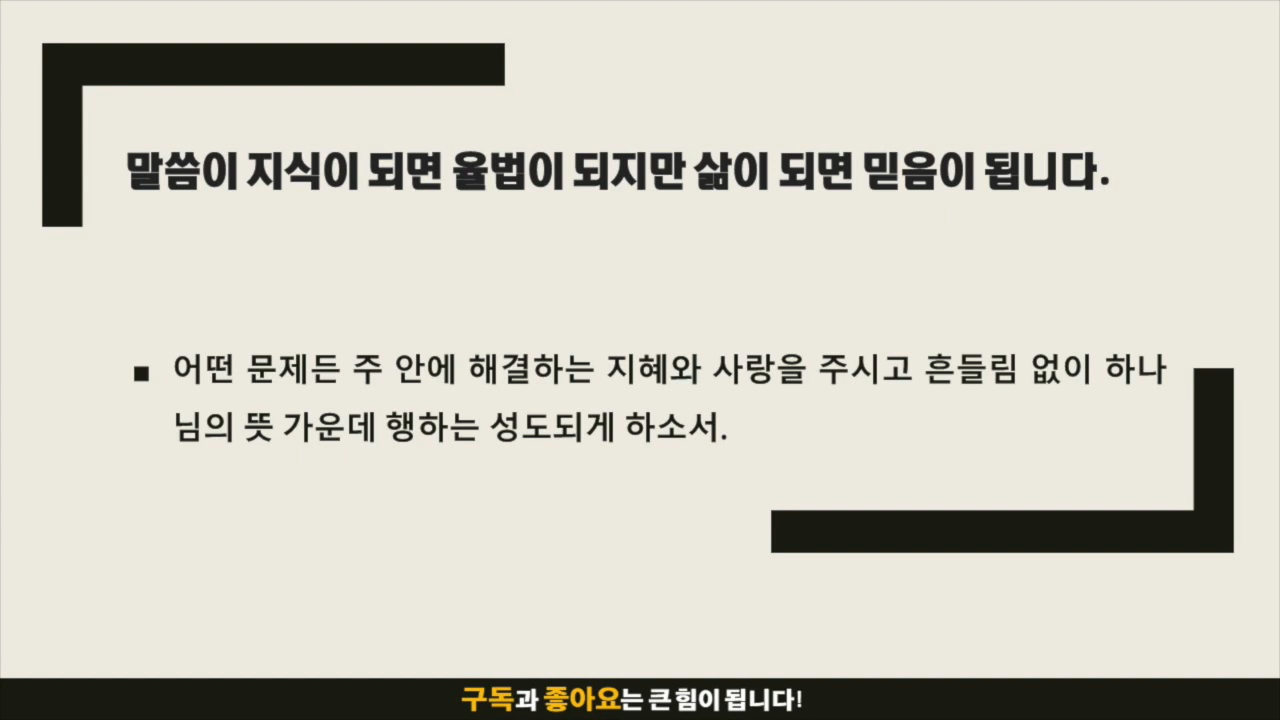 말씀이 지식이 되면 율법이 되지만 삶이 되면 믿음이 됩니다.
■ 어떤 문제든 주 안에 해결하는 지혜와 사랑을 주시고 흔들림 없이 하나
님의 뜻 가운데 행하는 성도되게 하소서.
구독과 좋아요는 큰 힘이 됩니다!